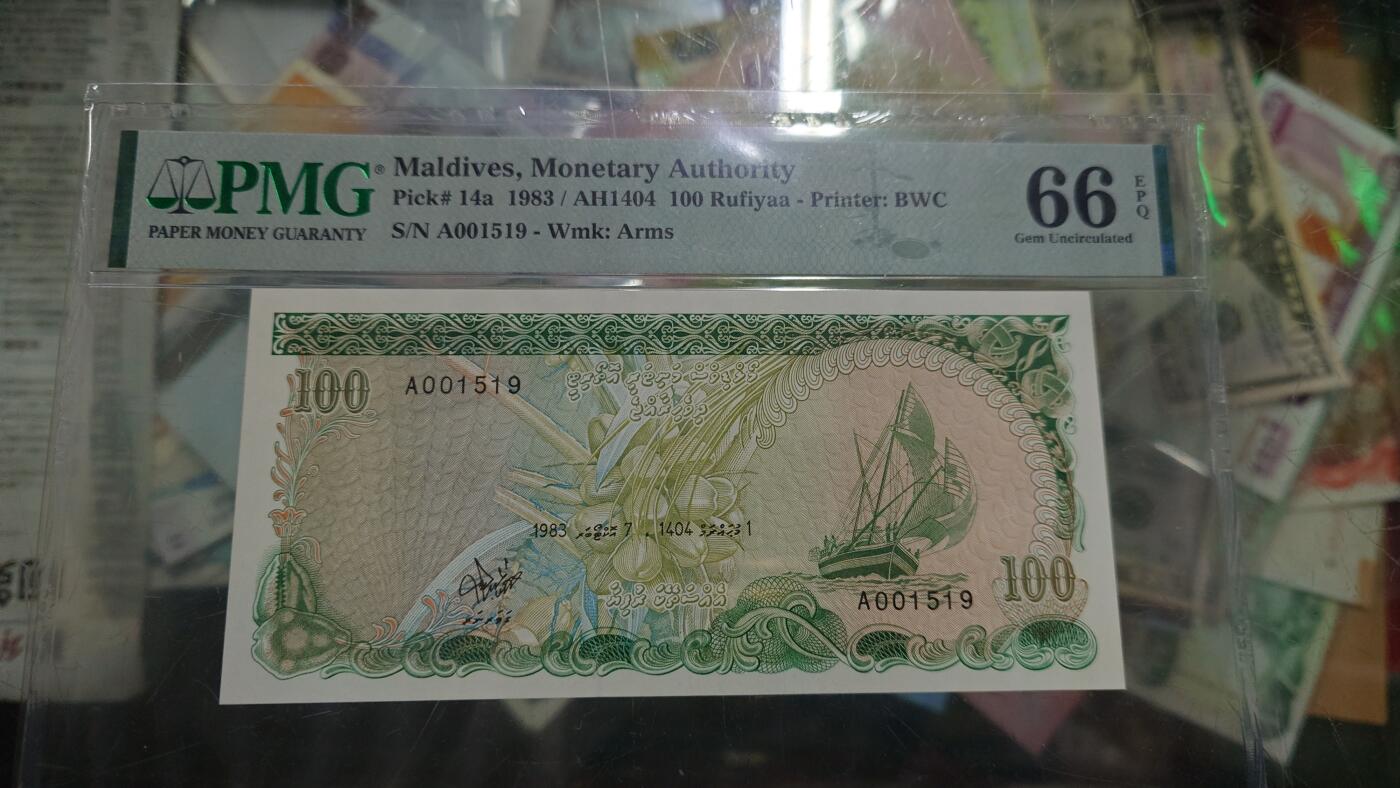 PMG®
PAPER MONEY GUARANTY
Maldives, Monetary Authority
Pick# 14a 1983 / AH1404 100 Rufiyaa - Printer: BWC
S/N A001519 - Wmk: Arms
66
EPQ
Gem Uncirculated
100
A001519
1 މުޙައްރަމް 1404 ، 7 އޮކްޓޯބަރ 1983
A001519
100